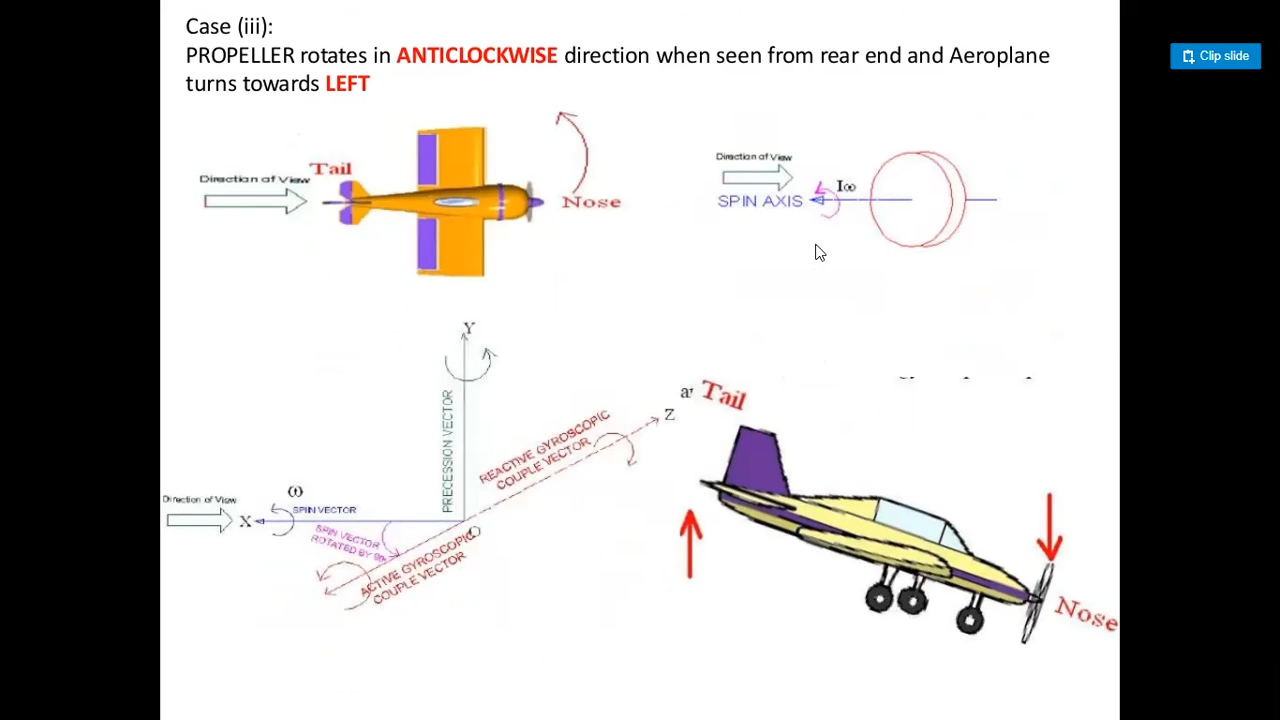 Case (iii):
PROPELLER rotates in ANTICLOCKWISE direction when seen from rear end and Aeroplane
turns towards LEFT
Clip slide
Tail
Direction of View
Nose
Direction of View
Iω
SPIN AXIS
Y
PRECESSION VECTOR
Z
REACTIVE GYROSCOPIC
COUPLE VECTOR
Direction of View
ω
X
SPIN VECTOR
SPIN VECTOR
ROTATED BY 90
O
ACTIVE GYROSCOPIC
COUPLE VECTOR
Tail
Nose